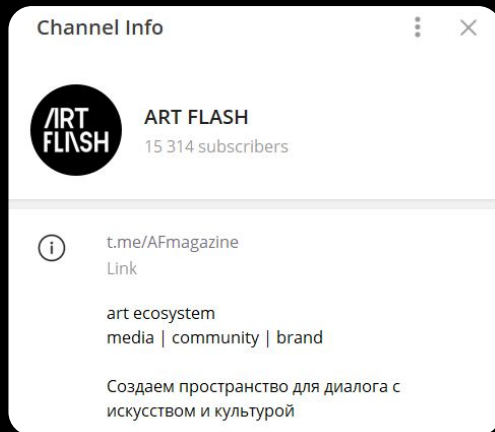 Channel Info
ART
FLASH
ART FLASH
15 314 subscribers
t.me/AFmagazine
Link
art ecosystem
media | community | brand
Создаем пространство для диалога с
искусством и культурой